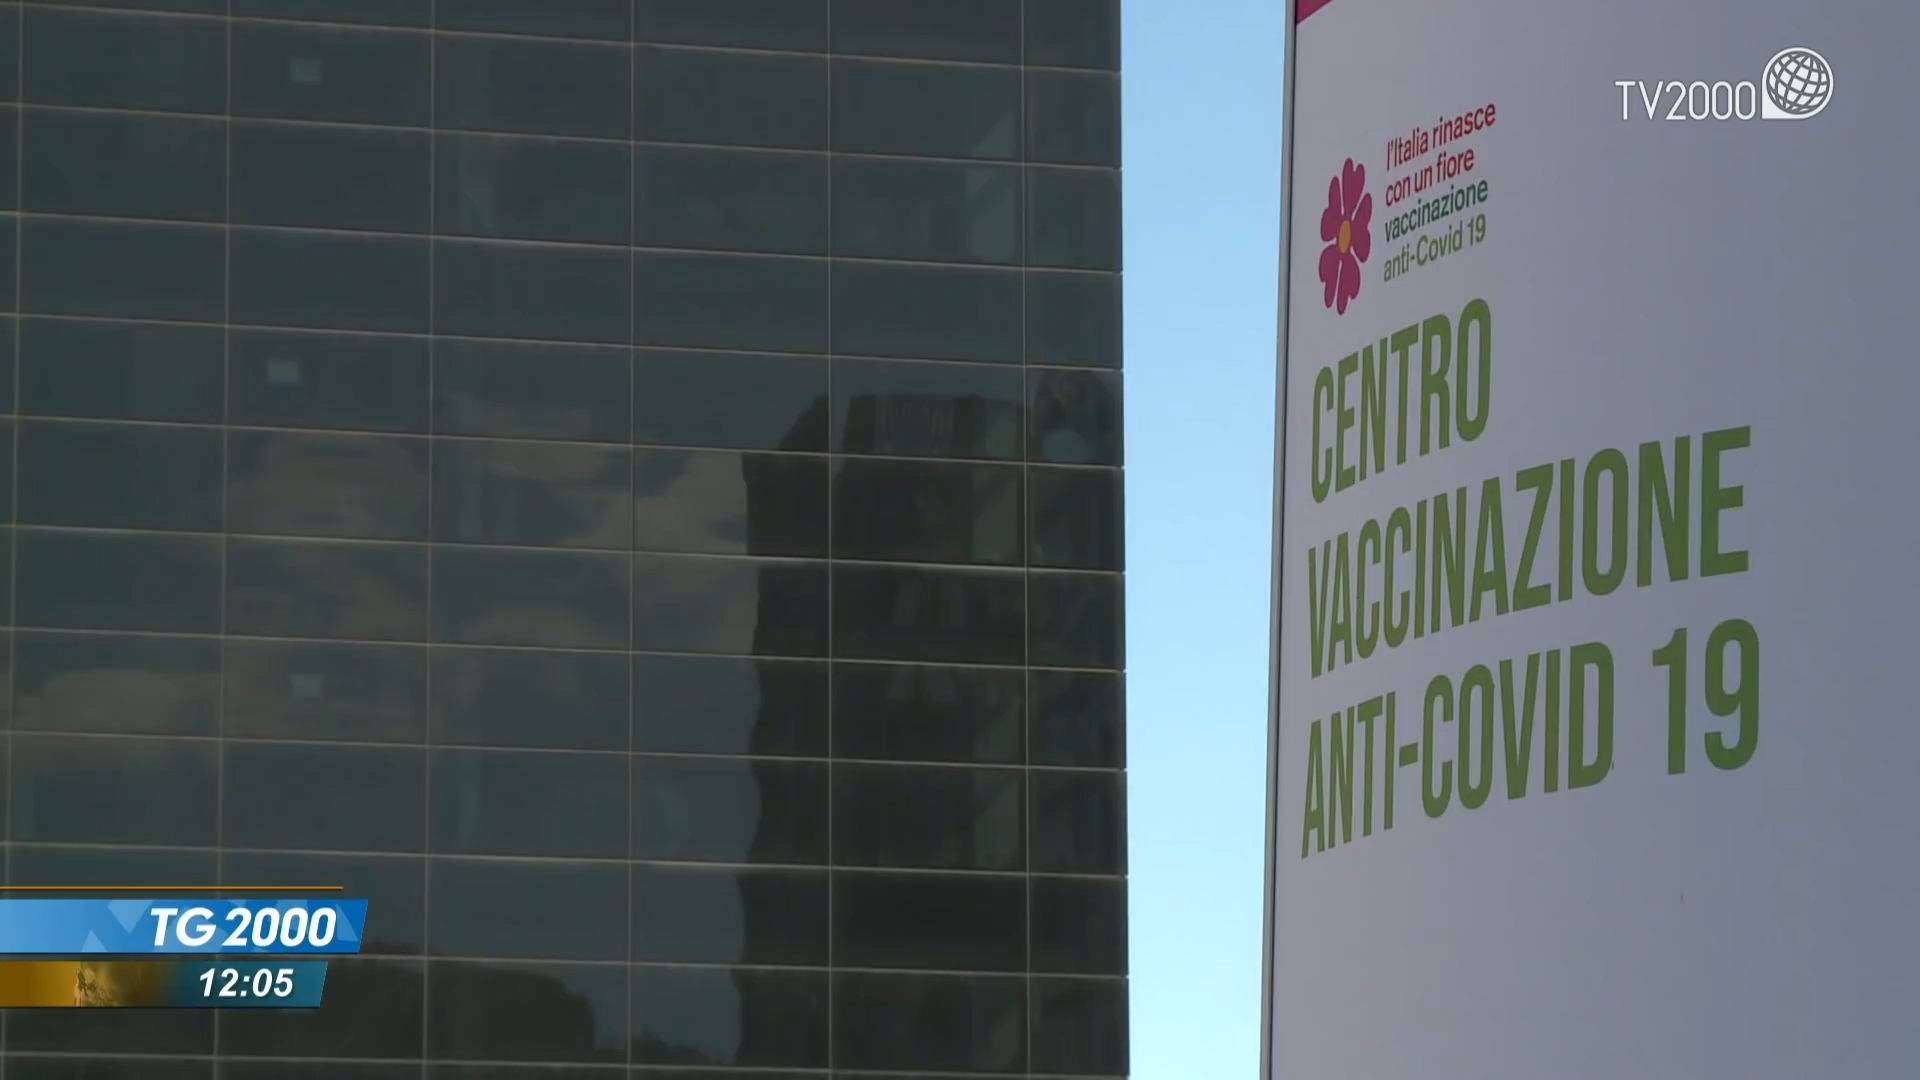 TV2000
l'Italia rinasce
con un fiore
vaccinazione
anti-Covid 19
CENTRO
VACCINAZIONE
ANTI-COVID 19
TG 2000
12:05